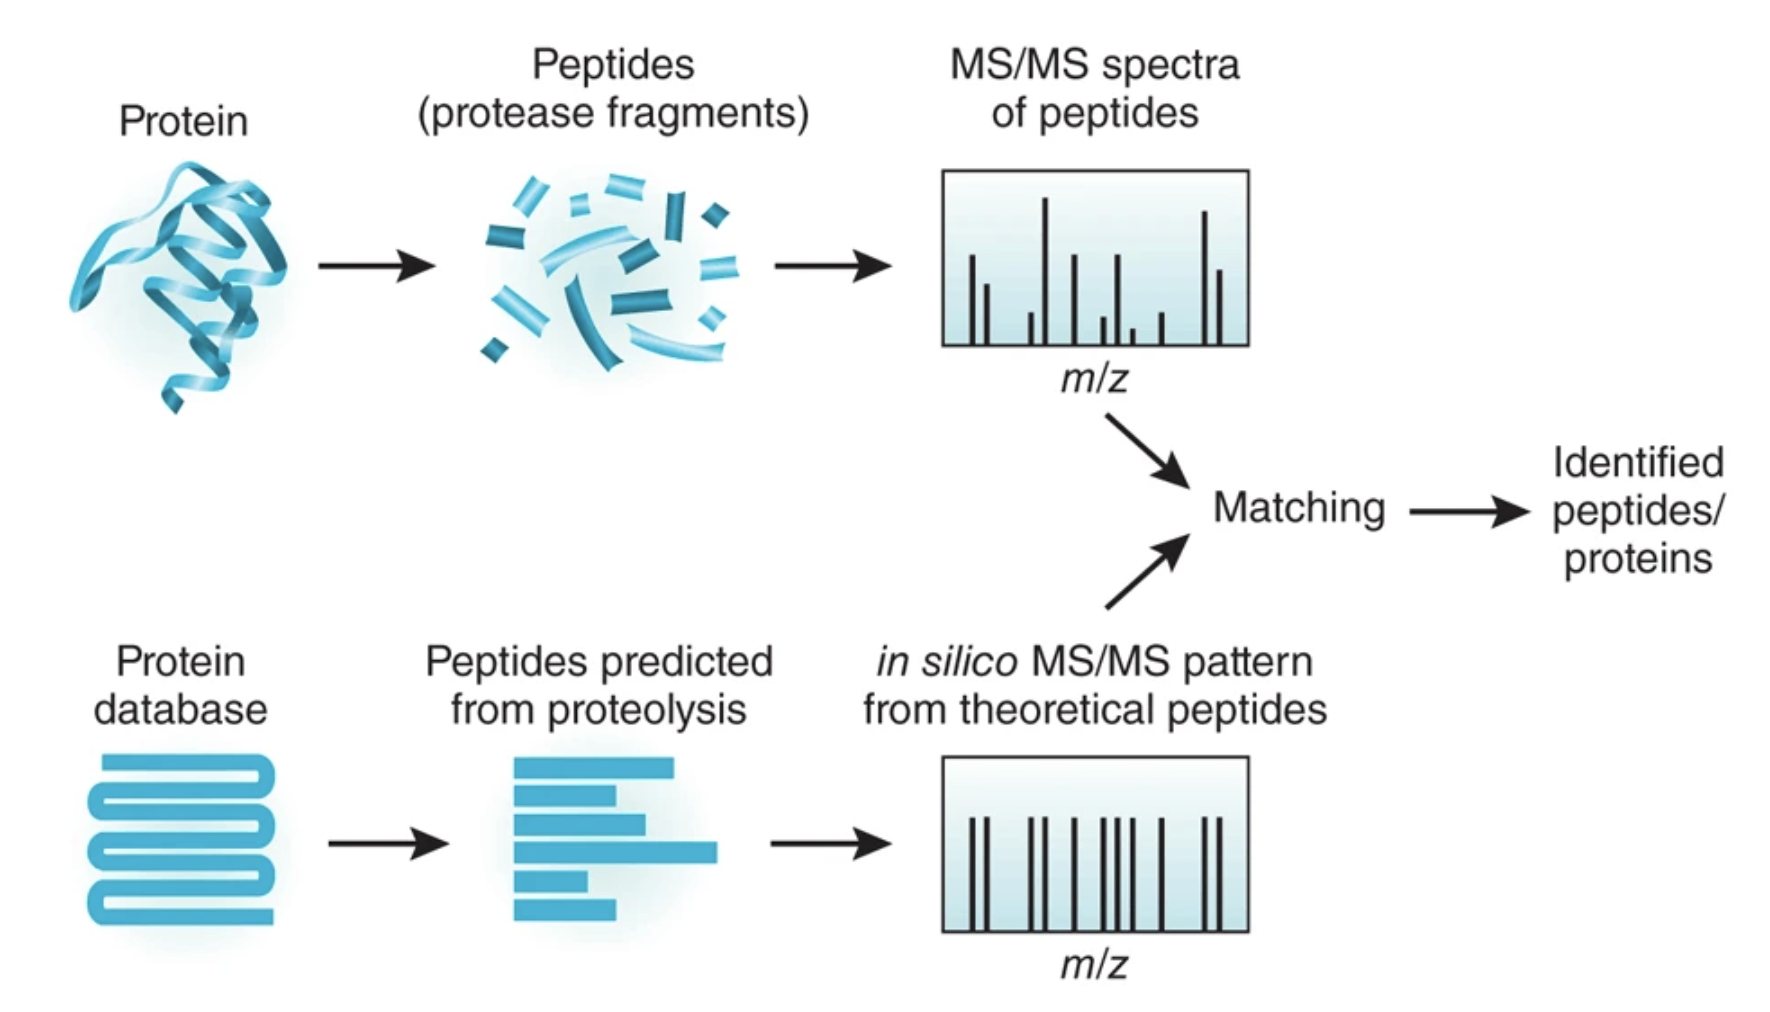 Protein
Peptides
(protease fragments)
MS/MS spectra
of peptides
m/z
Matching
Identified
peptides/
proteins
Protein
database
Peptides predicted
from proteolysis
in silico MS/MS pattern
from theoretical peptides
m/z